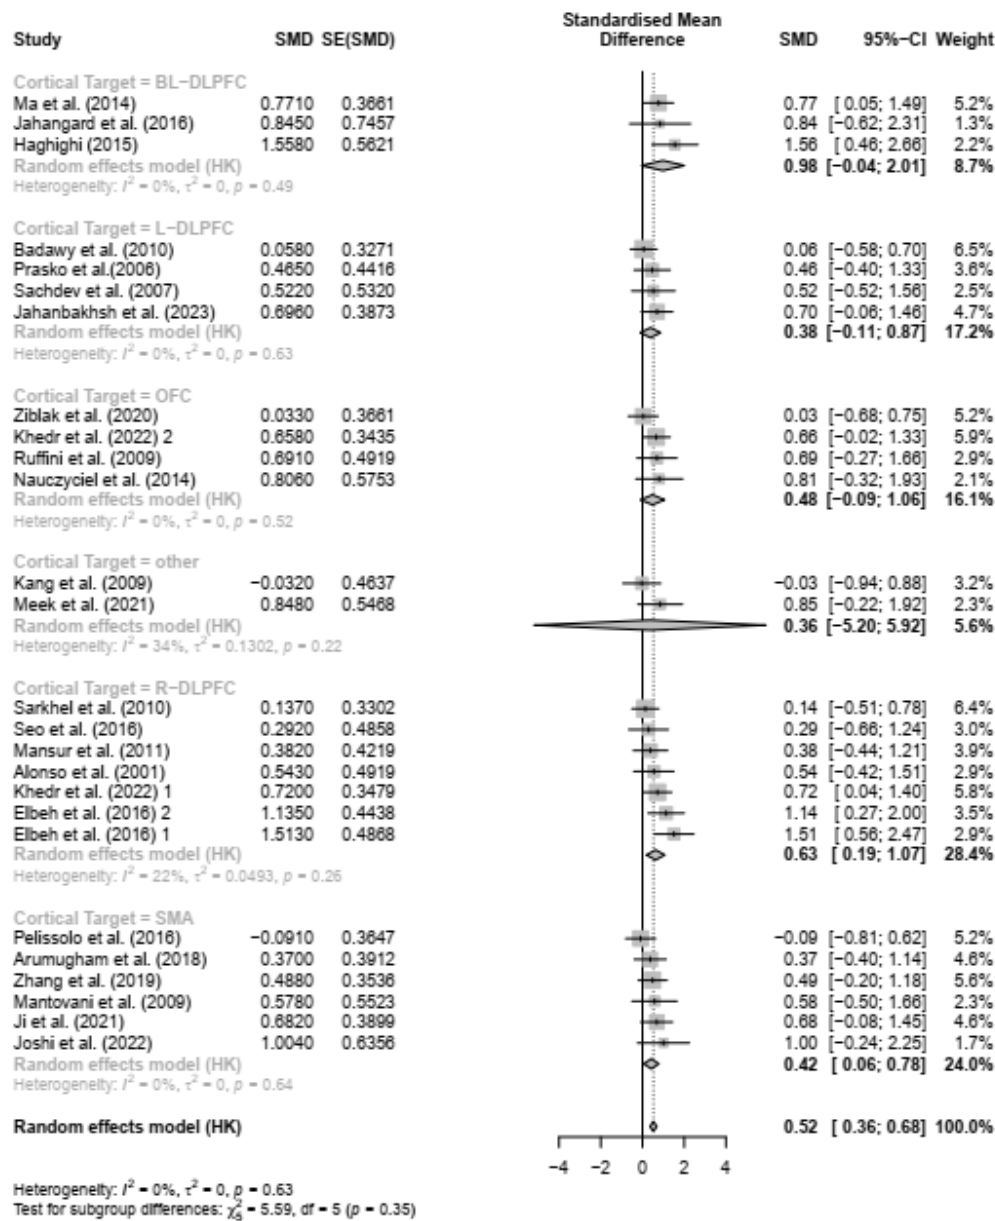 Standardised Mean
Study SMD SE(SMD) Difference SMD 95%−CI Weight
Cortical Target = BL−DLPFC
Ma et al. (2014) 0.7710 0.3661 0.77 [ 0.05; 1.49] 5.2%
Jahangard et al. (2016) 0.8450 0.7457 0.84 [−0.62; 2.31] 1.3%
Haghighi (2015) 1.5580 0.5621 1.56 [ 0.46; 2.66] 2.2%
Random effects model (HK) 0.98 [−0.04; 2.01] 8.7%
Heterogeneity: I² = 0%, τ² = 0, p = 0.49
Cortical Target = L−DLPFC
Badawy et al. (2010) 0.0580 0.3271 0.06 [−0.58; 0.70] 6.5%
Prasko et al.(2006) 0.4650 0.4416 0.46 [−0.40; 1.33] 3.6%
Sachdev et al. (2007) 0.5220 0.5320 0.52 [−0.52; 1.56] 2.5%
Jahanbakhsh et al. (2023) 0.6960 0.3873 0.70 [−0.06; 1.46] 4.7%
Random effects model (HK) 0.38 [−0.11; 0.87] 17.2%
Heterogeneity: I² = 0%, τ² = 0, p = 0.63
Cortical Target = OFC
Ziblak et al. (2020) 0.0330 0.3661 0.03 [−0.68; 0.75] 5.2%
Khedr et al. (2022) 2 0.6580 0.3435 0.66 [−0.02; 1.33] 5.9%
Ruffini et al. (2009) 0.6910 0.4919 0.69 [−0.27; 1.66] 2.9%
Nauczyciel et al. (2014) 0.8060 0.5753 0.81 [−0.32; 1.93] 2.1%
Random effects model (HK) 0.48 [−0.09; 1.06] 16.1%
Heterogeneity: I² = 0%, τ² = 0, p = 0.52
Cortical Target = other
Kang et al. (2009) −0.0320 0.4637 −0.03 [−0.94; 0.88] 3.2%
Meek et al. (2021) 0.8480 0.5468 0.85 [−0.22; 1.92] 2.3%
Random effects model (HK) 0.36 [−5.20; 5.92] 5.6%
Heterogeneity: I² = 34%, τ² = 0.1302, p = 0.22
Cortical Target = R−DLPFC
Sarkhel et al. (2010) 0.1370 0.3302 0.14 [−0.51; 0.78] 6.4%
Seo et al. (2016) 0.2920 0.4858 0.29 [−0.66; 1.24] 3.0%
Mansur et al. (2011) 0.3820 0.4219 0.38 [−0.44; 1.21] 3.9%
Alonso et al. (2001) 0.5430 0.4919 0.54 [−0.42; 1.51] 2.9%
Khedr et al. (2022) 1 0.7200 0.3479 0.72 [ 0.04; 1.40] 5.8%
Elbeh et al. (2016) 2 1.1350 0.4438 1.14 [ 0.27; 2.00] 3.5%
Elbeh et al. (2016) 1 1.5130 0.4868 1.51 [ 0.56; 2.47] 2.9%
Random effects model (HK) 0.63 [ 0.19; 1.07] 28.4%
Heterogeneity: I² = 22%, τ² = 0.0493, p = 0.26
Cortical Target = SMA
Pelissolo et al. (2016) −0.0910 0.3647 −0.09 [−0.81; 0.62] 5.2%
Arumugham et al. (2018) 0.3700 0.3912 0.37 [−0.40; 1.14] 4.6%
Zhang et al. (2019) 0.4880 0.3536 0.49 [−0.20; 1.18] 5.6%
Mantovani et al. (2009) 0.5780 0.5523 0.58 [−0.50; 1.66] 2.3%
Ji et al. (2021) 0.6820 0.3899 0.68 [−0.08; 1.45] 4.6%
Joshi et al. (2022) 1.0040 0.6356 1.00 [−0.24; 2.25] 1.7%
Random effects model (HK) 0.42 [ 0.06; 0.78] 24.0%
Heterogeneity: I² = 0%, τ² = 0, p = 0.64
Random effects model (HK) 0.52 [ 0.36; 0.68] 100.0%
−4 −2 0 2 4
Heterogeneity: I² = 0%, τ² = 0, p = 0.63
Test for subgroup differences: χ²₅ = 5.59, df = 5 (p = 0.35)